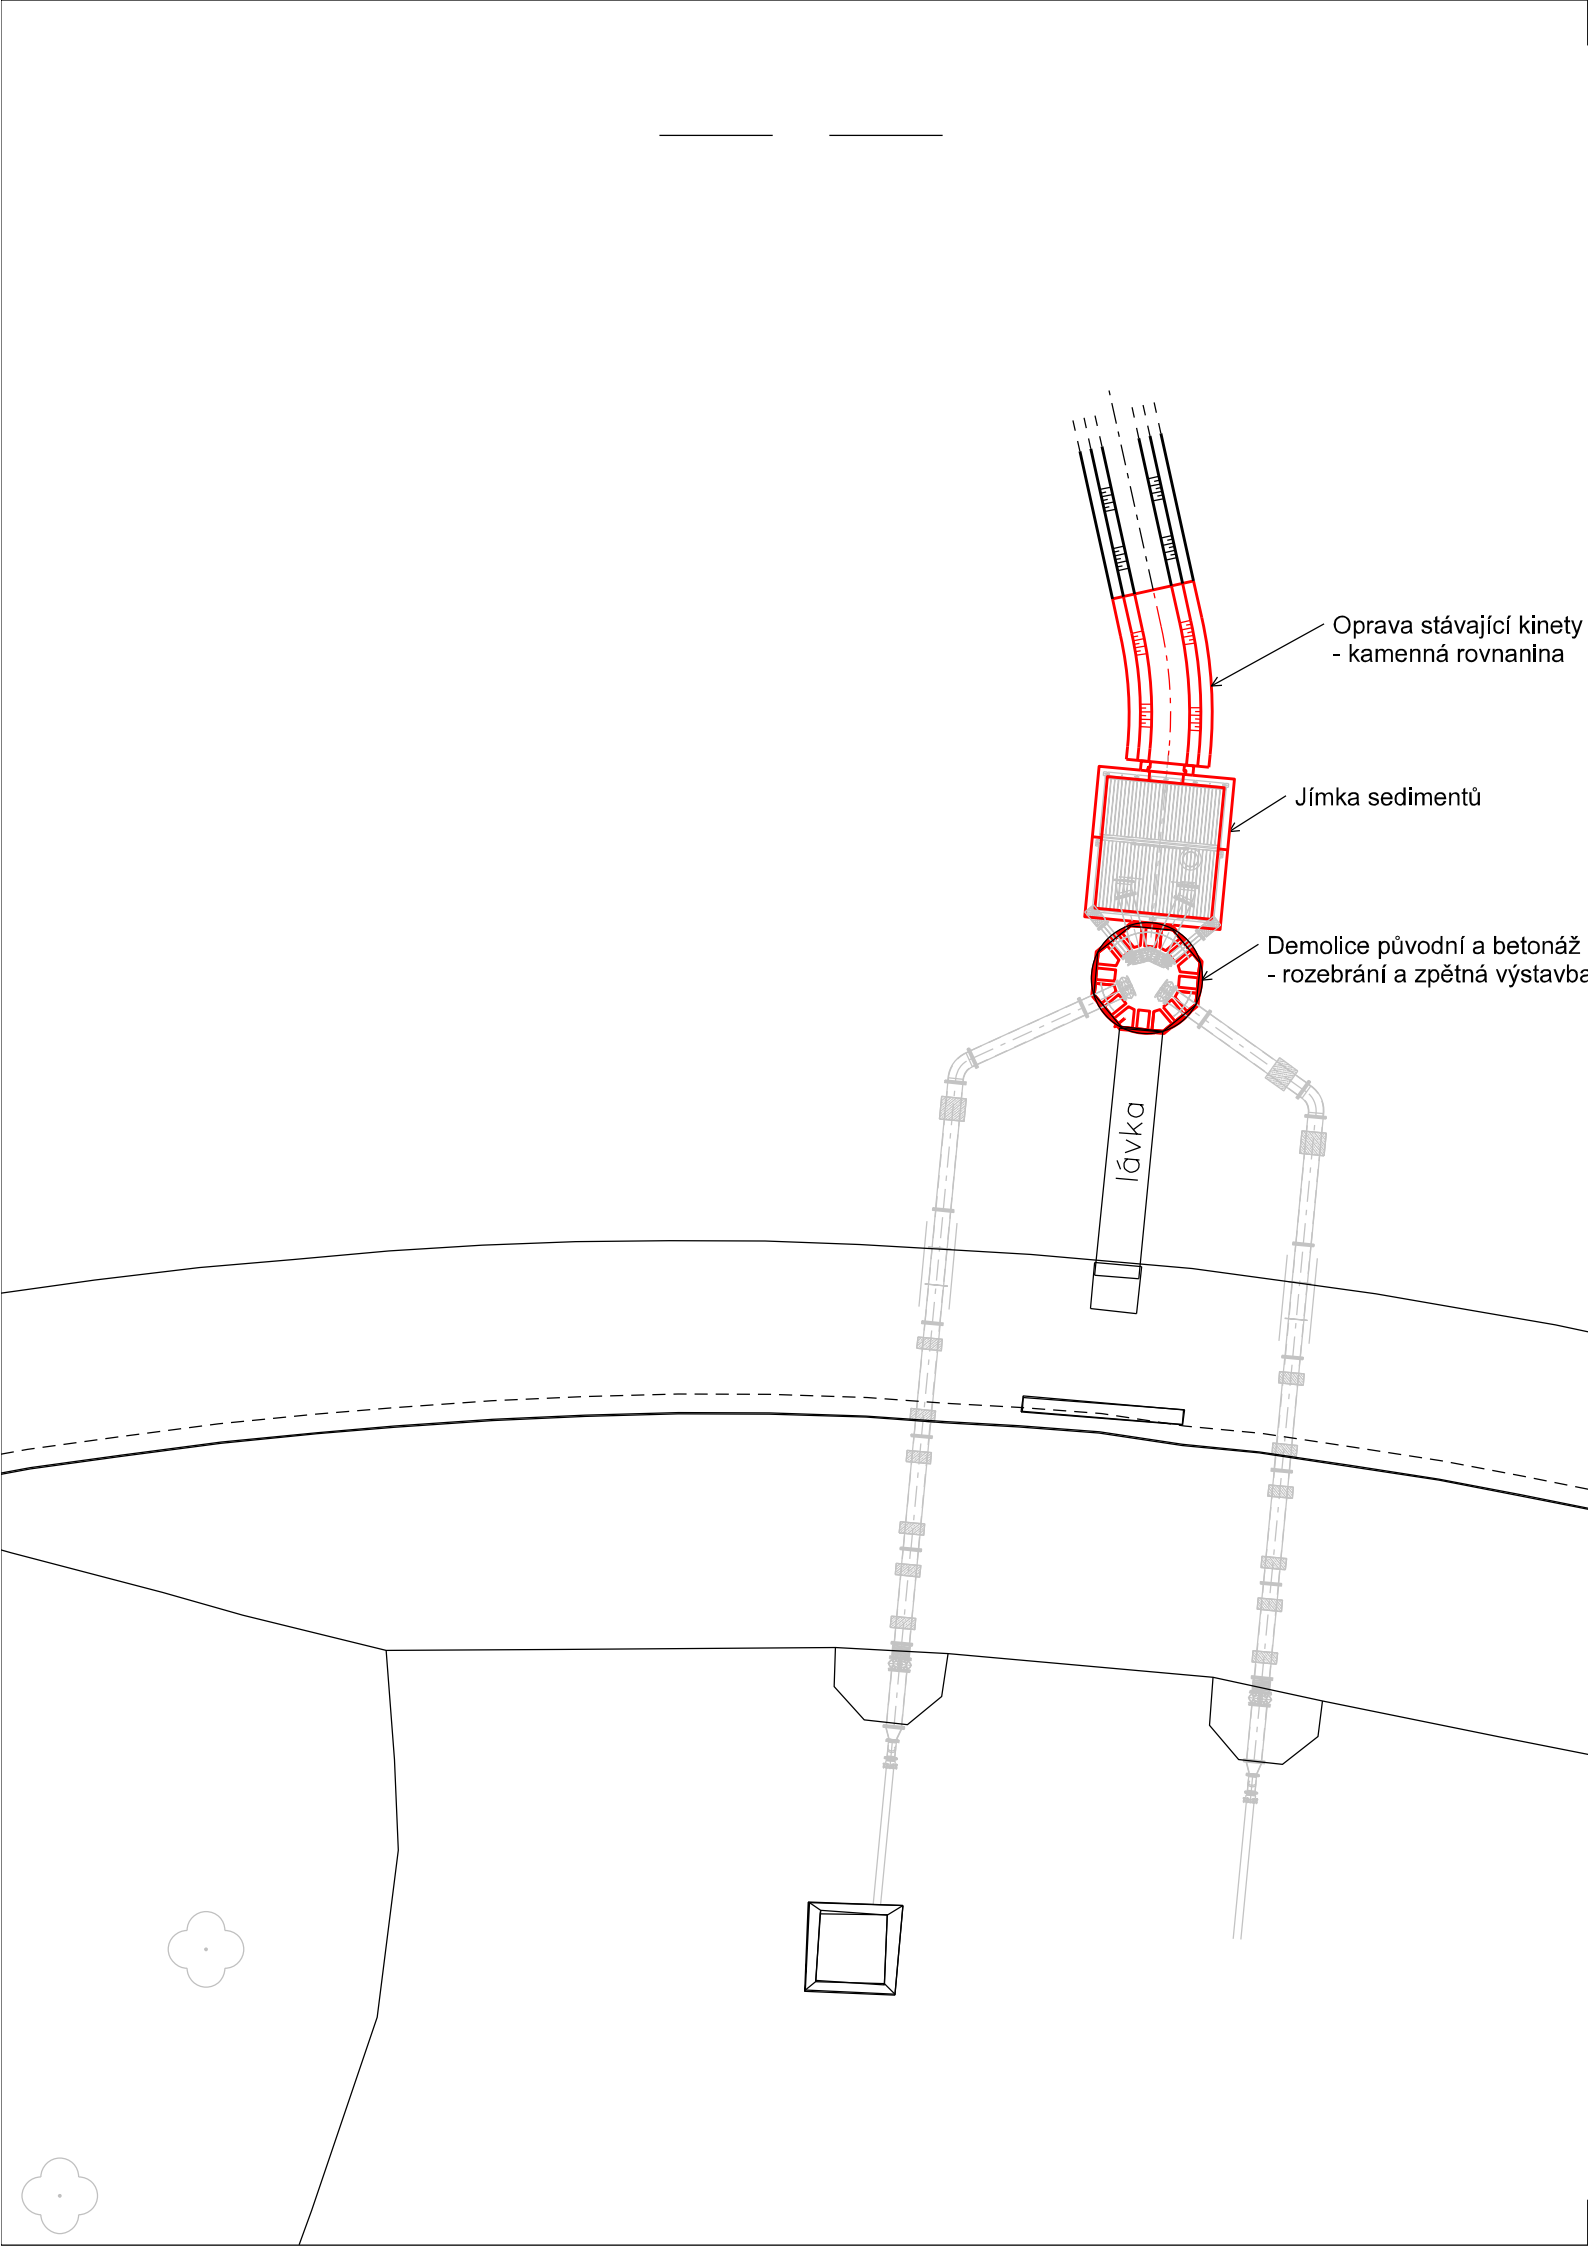 Oprava stávající kinety
- kamenná rovnanina
Jímka sedimentů
Demolice původní a betonáž
- rozebrání a zpětná výstavba
lávka